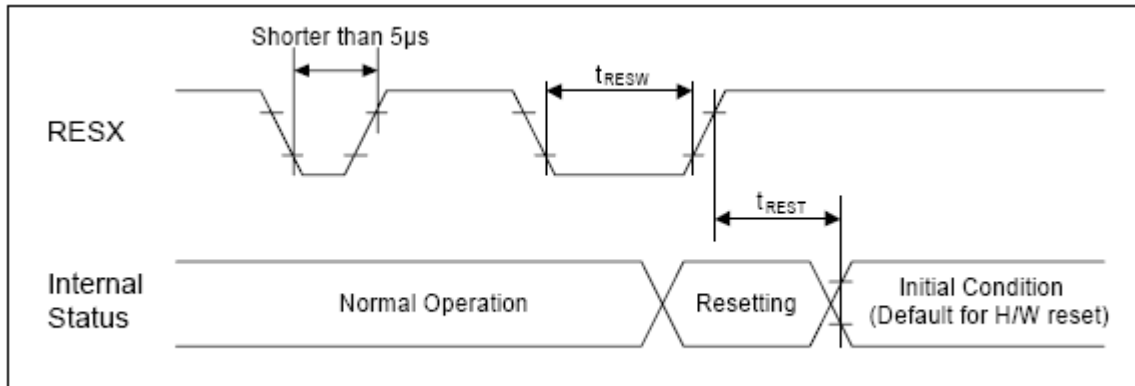 Shorter than 5µs
tRESW
RESX
tREST
Internal
Status
Normal Operation
Resetting
Initial Condition
(Default for H/W reset)